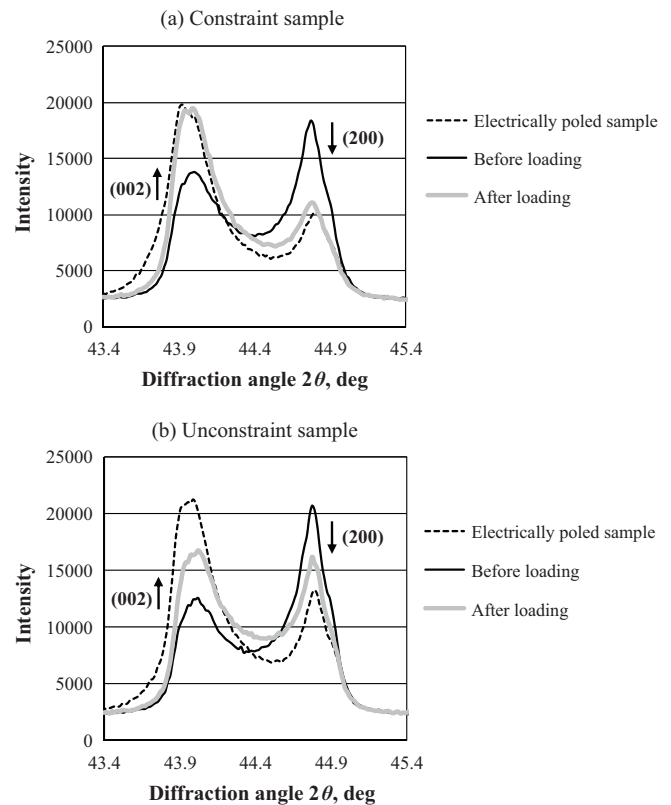 (a) Constraint sample
25000
20000
15000
10000
5000
0
Intensity
(002)
(200)
43.4 43.9 44.4 44.9 45.4
Diffraction angle 2θ, deg
Electrically poled sample
Before loading
After loading
(b) Unconstraint sample
25000
20000
15000
10000
5000
0
Intensity
(002)
(200)
43.4 43.9 44.4 44.9 45.4
Diffraction angle 2θ, deg
Electrically poled sample
Before loading
After loading